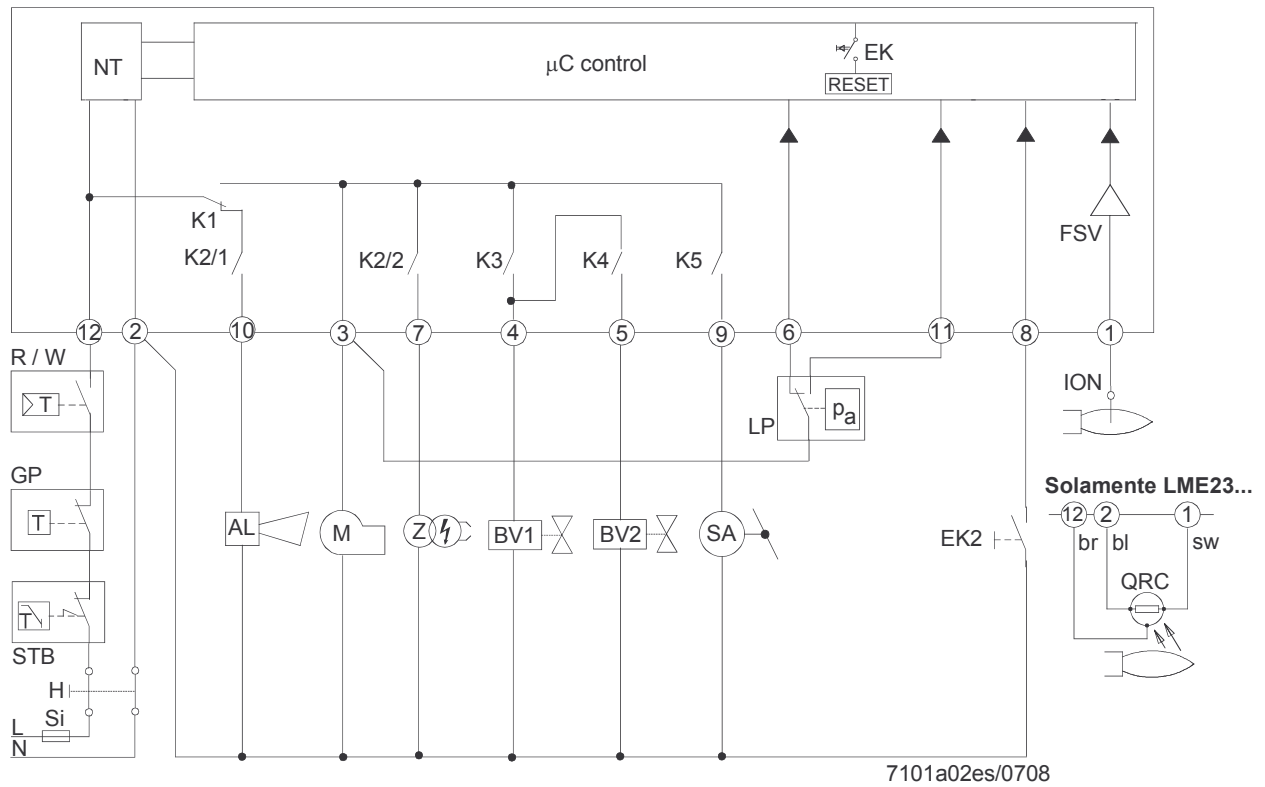 NT
μC control
EK
RESET
K1
K2/1
K2/2
K3
K4
K5
FSV
12
2
10
3
7
4
5
9
6
11
8
1
R / W
T
GP
T
STB
T
H
Si
L
N
LP
pa
ION
AL
M
Z
BV1
BV2
SA
EK2
Solamente LME23...
12
2
1
br
bl
sw
QRC
7101a02es/0708